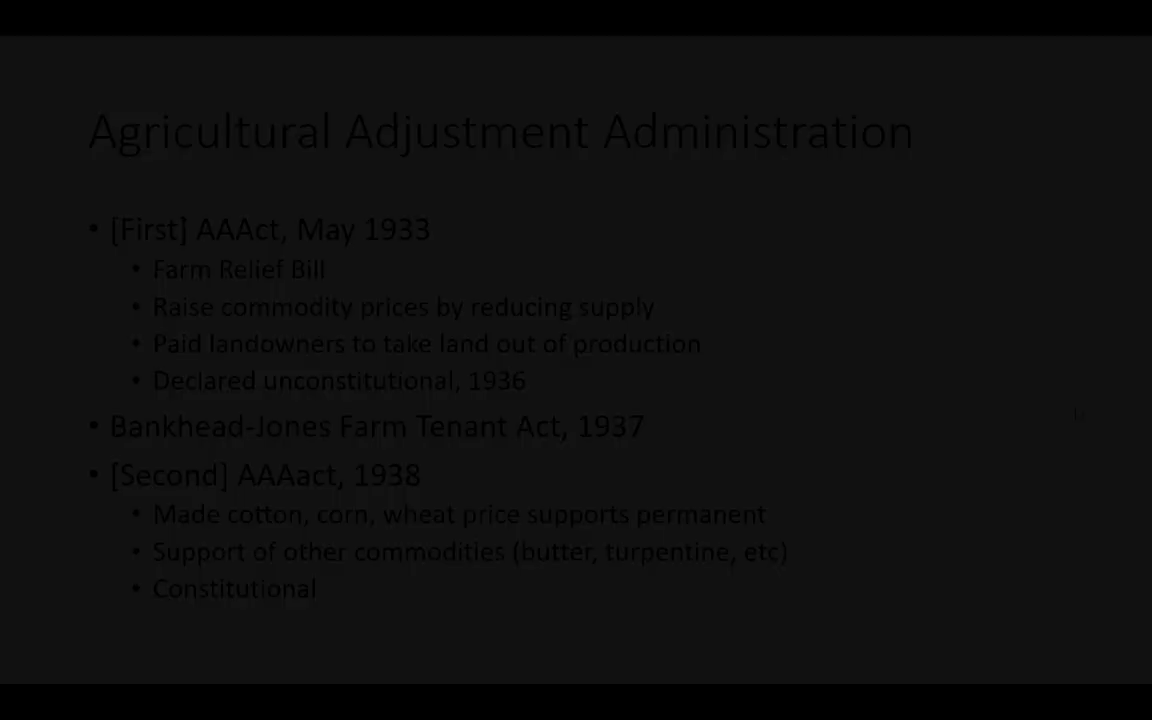 Agricultural Adjustment Administration
• [First] AAAct, May 1933
• Farm Relief Bill
• Raise commodity prices by reducing supply
• Paid landowners to take land out of production
• Declared unconstitutional, 1936
• Bankhead-Jones Farm Tenant Act, 1937
• [Second] AAAact, 1938
• Made cotton, corn, wheat price supports permanent
• Support of other commodities (butter, turpentine, etc)
• Constitutional